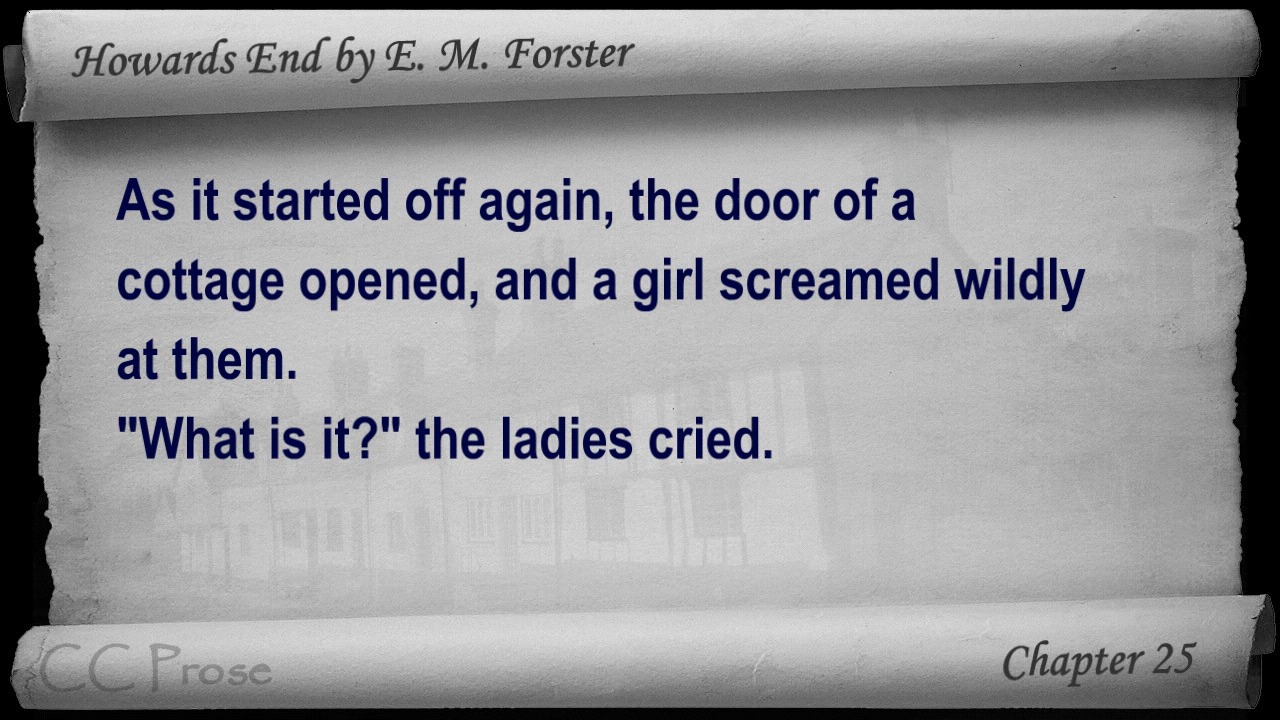 Howards End by E. M. Forster
As it started off again, the door of a
cottage opened, and a girl screamed wildly
at them.
"What is it?" the ladies cried.
CC Prose
Chapter 25